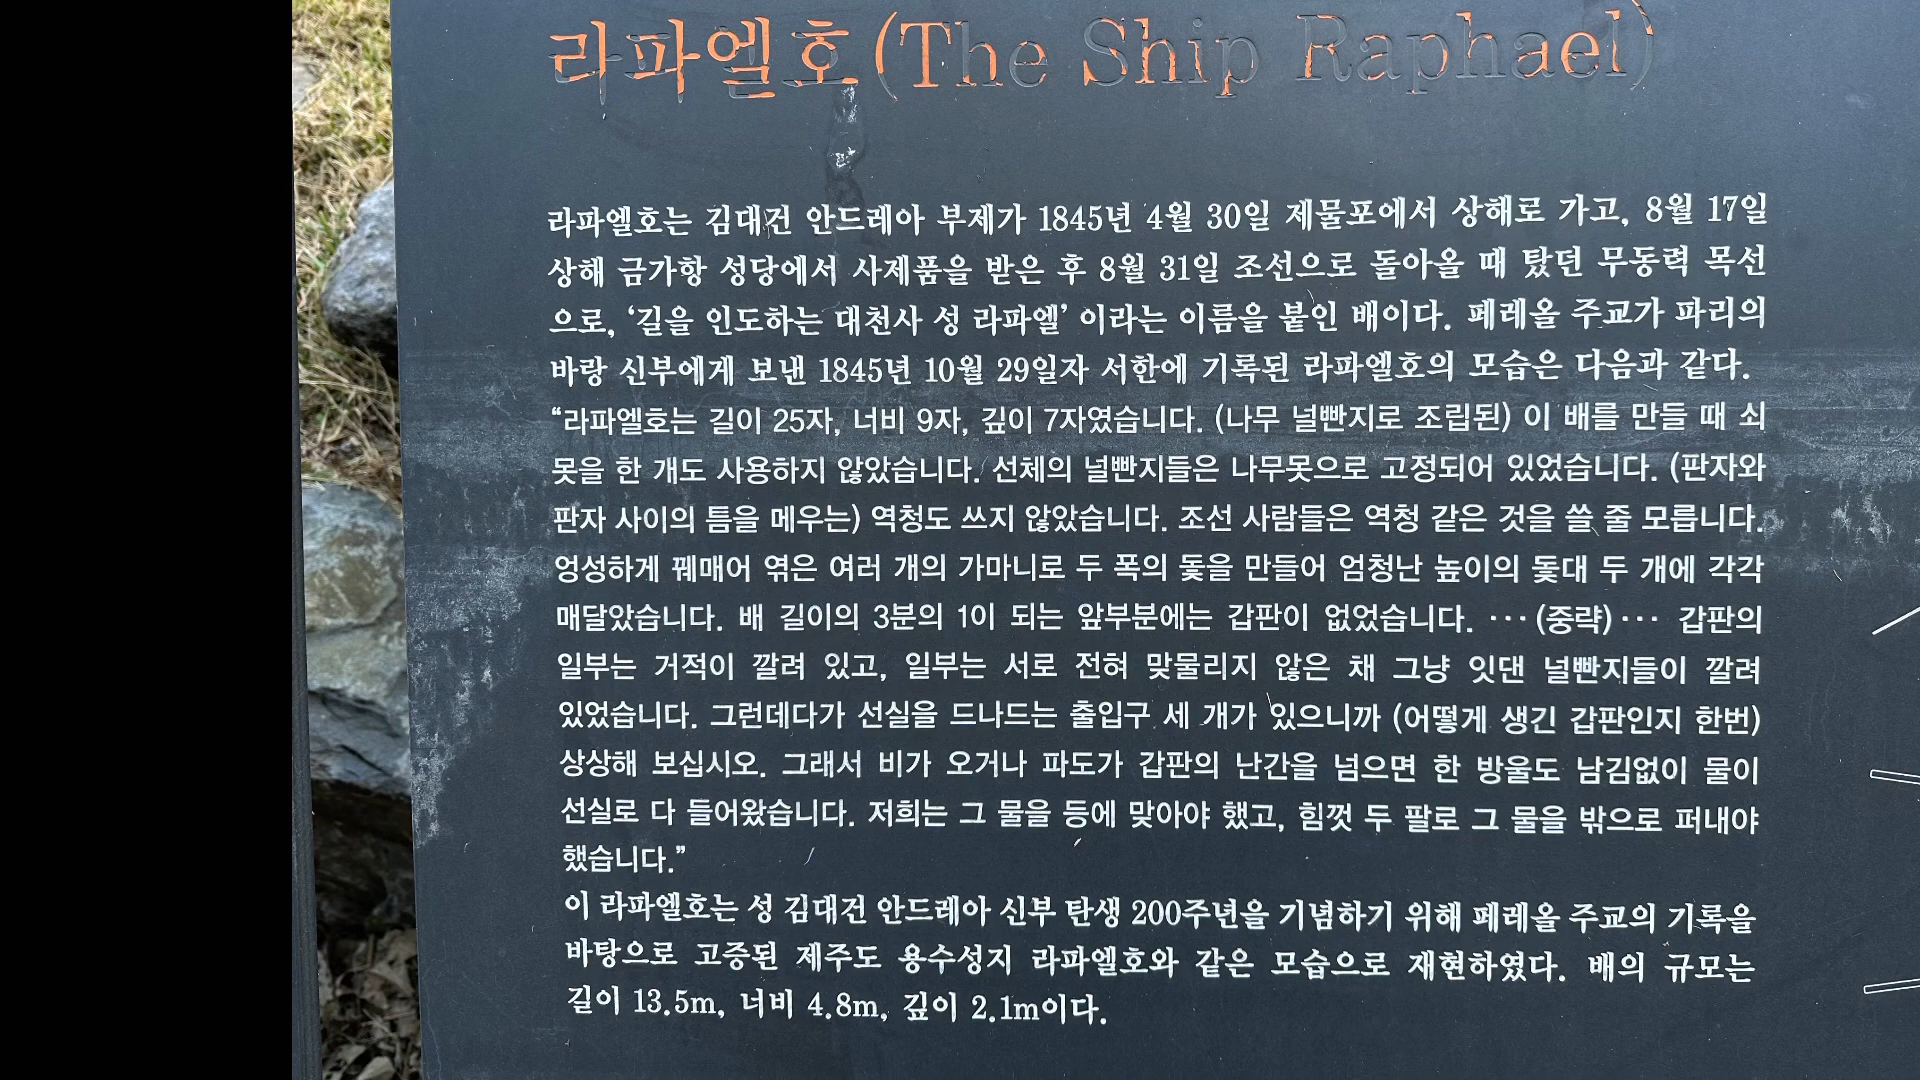 라파엘호(The Ship Raphael)
라파엘호는 김대건 안드레아 부제가 1845년 4월 30일 제물포에서 상해로 가고, 8월 17일
상해 금가항 성당에서 사제품을 받은 후 8월 31일 조선으로 돌아올 때 탔던 무동력 목선
으로, ‘길을 인도하는 대천사 성 라파엘’ 이라는 이름을 붙인 배이다. 페레올 주교가 파리의
바랑 신부에게 보낸 1845년 10월 29일자 서한에 기록된 라파엘호의 모습은 다음과 같다.
“라파엘호는 길이 25자, 너비 9자, 깊이 7자였습니다. (나무 널빤지로 조립된) 이 배를 만들 때 쇠
못을 한 개도 사용하지 않았습니다. 선체의 널빤지들은 나무못으로 고정되어 있었습니다. (판자와
판자 사이의 틈을 메우는) 역청도 쓰지 않았습니다. 조선 사람들은 역청 같은 것을 쓸 줄 모릅니다.
엉성하게 꿰매어 엮은 여러 개의 가마니로 두 폭의 돛을 만들어 엄청난 높이의 돛대 두 개에 각각
매달았습니다. 배 길이의 3분의 1이 되는 앞부분에는 갑판이 없었습니다. ···(중략)··· 갑판의
일부는 거적이 깔려 있고, 일부는 서로 전혀 맞물리지 않은 채 그냥 잇댄 널빤지들이 깔려
있었습니다. 그런데다가 선실을 드나드는 출입구 세 개가 있으니까 (어떻게 생긴 갑판인지 한번)
상상해 보십시오. 그래서 비가 오거나 파도가 갑판의 난간을 넘으면 한 방울도 남김없이 물이
선실로 다 들어왔습니다. 저희는 그 물을 등에 맞아야 했고, 힘껏 두 팔로 그 물을 밖으로 퍼내야
했습니다.”
이 라파엘호는 성 김대건 안드레아 신부 탄생 200주년을 기념하기 위해 페레올 주교의 기록을
바탕으로 고증된 제주도 용수성지 라파엘호와 같은 모습으로 재현하였다. 배의 규모는
길이 13.5m, 너비 4.8m, 깊이 2.1m이다.